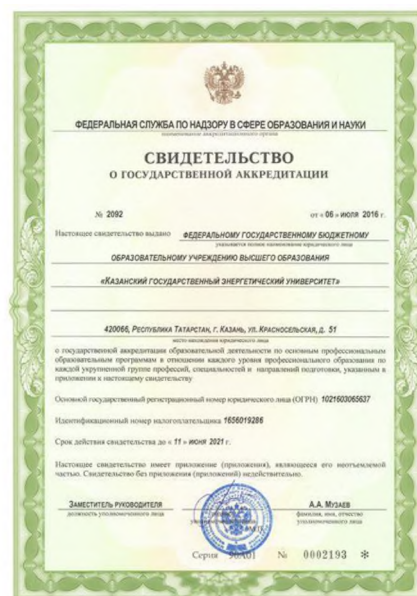 ФЕДЕРАЛЬНАЯ СЛУЖБА ПО НАДЗОРУ В СФЕРЕ ОБРАЗОВАНИЯ И НАУКИ
наименование аккредитационного органа
СВИДЕТЕЛЬСТВО
О ГОСУДАРСТВЕННОЙ АККРЕДИТАЦИИ
№ 2092 от « 06 » ИЮЛЯ 2016 г.
Настоящее свидетельство выдано ФЕДЕРАЛЬНОМУ ГОСУДАРСТВЕННОМУ БЮДЖЕТНОМУ
указывается полное наименование юридического лица
ОБРАЗОВАТЕЛЬНОМУ УЧРЕЖДЕНИЮ ВЫСШЕГО ОБРАЗОВАНИЯ
«КАЗАНСКИЙ ГОСУДАРСТВЕННЫЙ ЭНЕРГЕТИЧЕСКИЙ УНИВЕРСИТЕТ»
420066, РЕСПУБЛИКА ТАТАРСТАН, Г. КАЗАНЬ, УЛ. КРАСНОСЕЛЬСКАЯ, Д. 51
место нахождения юридического лица
о государственной аккредитации образовательной деятельности по основным профессиональным
образовательным программам в отношении каждого уровня профессионального образования по
каждой укрупненной группе профессий, специальностей и направлений подготовки, указанным в
приложении к настоящему свидетельству
Основной государственный регистрационный номер юридического лица (ОГРН) 1021603065637
Идентификационный номер налогоплательщика 1656019286
Срок действия свидетельства до « 11 » ИЮНЯ 2021 г.
Настоящее свидетельство имеет приложение (приложения), являющееся его неотъемлемой
частью. Свидетельство без приложения (приложений) недействительно.
ЗАМЕСТИТЕЛЬ РУКОВОДИТЕЛЯ А.А. МУЗАЕВ
должность уполномоченного лица фамилия, имя, отчество
уполномоченного лица
Серия 90А01 № 0002193 *